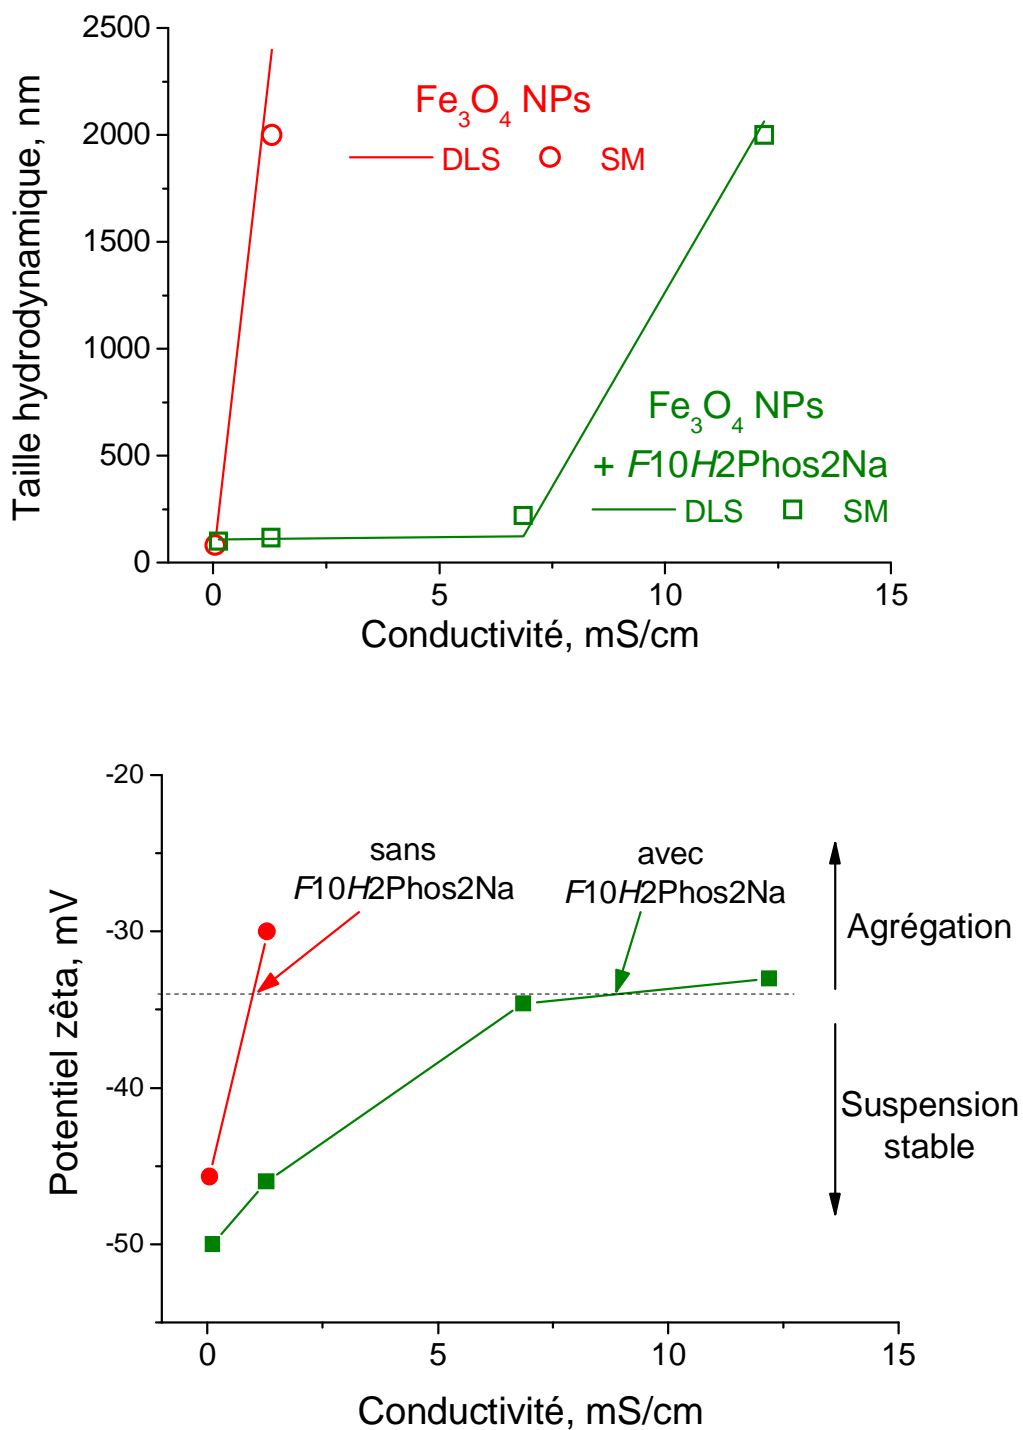 2500
2000
1500
1000
500
0
Taille hydrodynamique, nm
Fe3O4 NPs
DLS SM
Fe3O4 NPs
+ F10H2Phos2Na
DLS SM
0 5 10 15
Conductivité, mS/cm
-20
-30
-40
-50
Potentiel zêta, mV
sans
F10H2Phos2Na
avec
F10H2Phos2Na
Agrégation
Suspension
stable
0 5 10 15
Conductivité, mS/cm